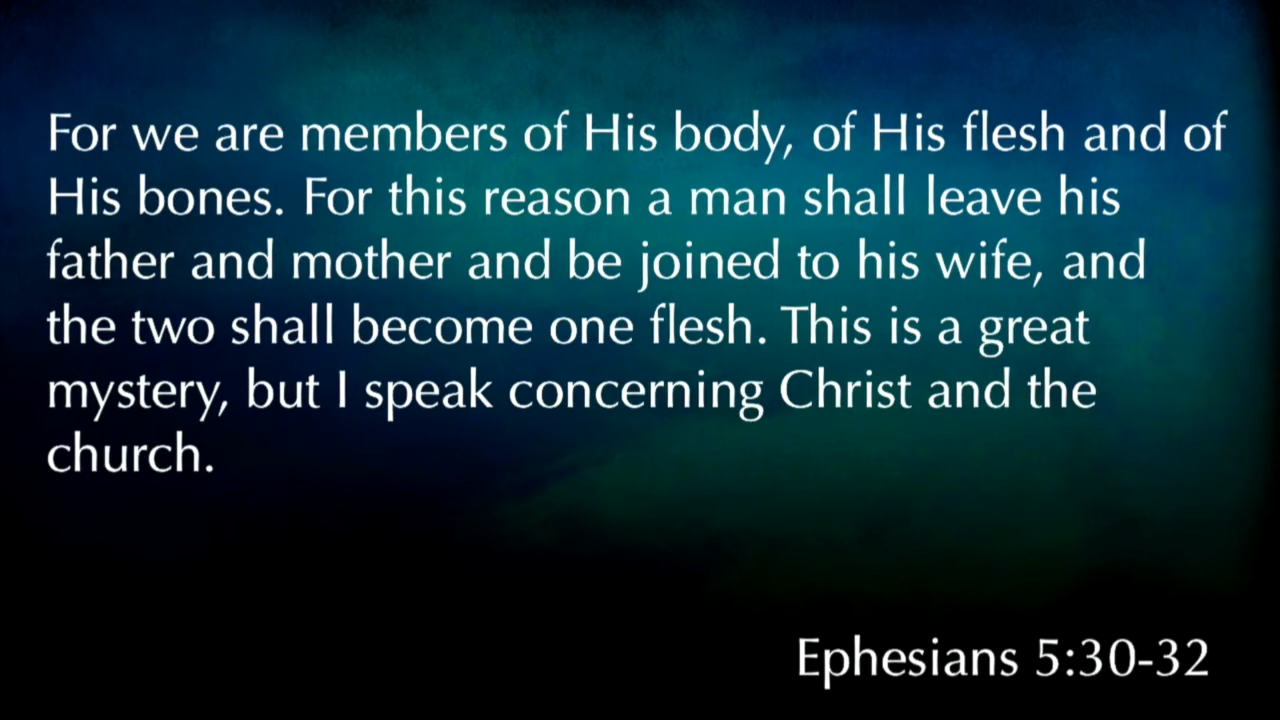 For we are members of His body, of His flesh and of
His bones. For this reason a man shall leave his
father and mother and be joined to his wife, and
the two shall become one flesh. This is a great
mystery, but I speak concerning Christ and the
church.
Ephesians 5:30-32